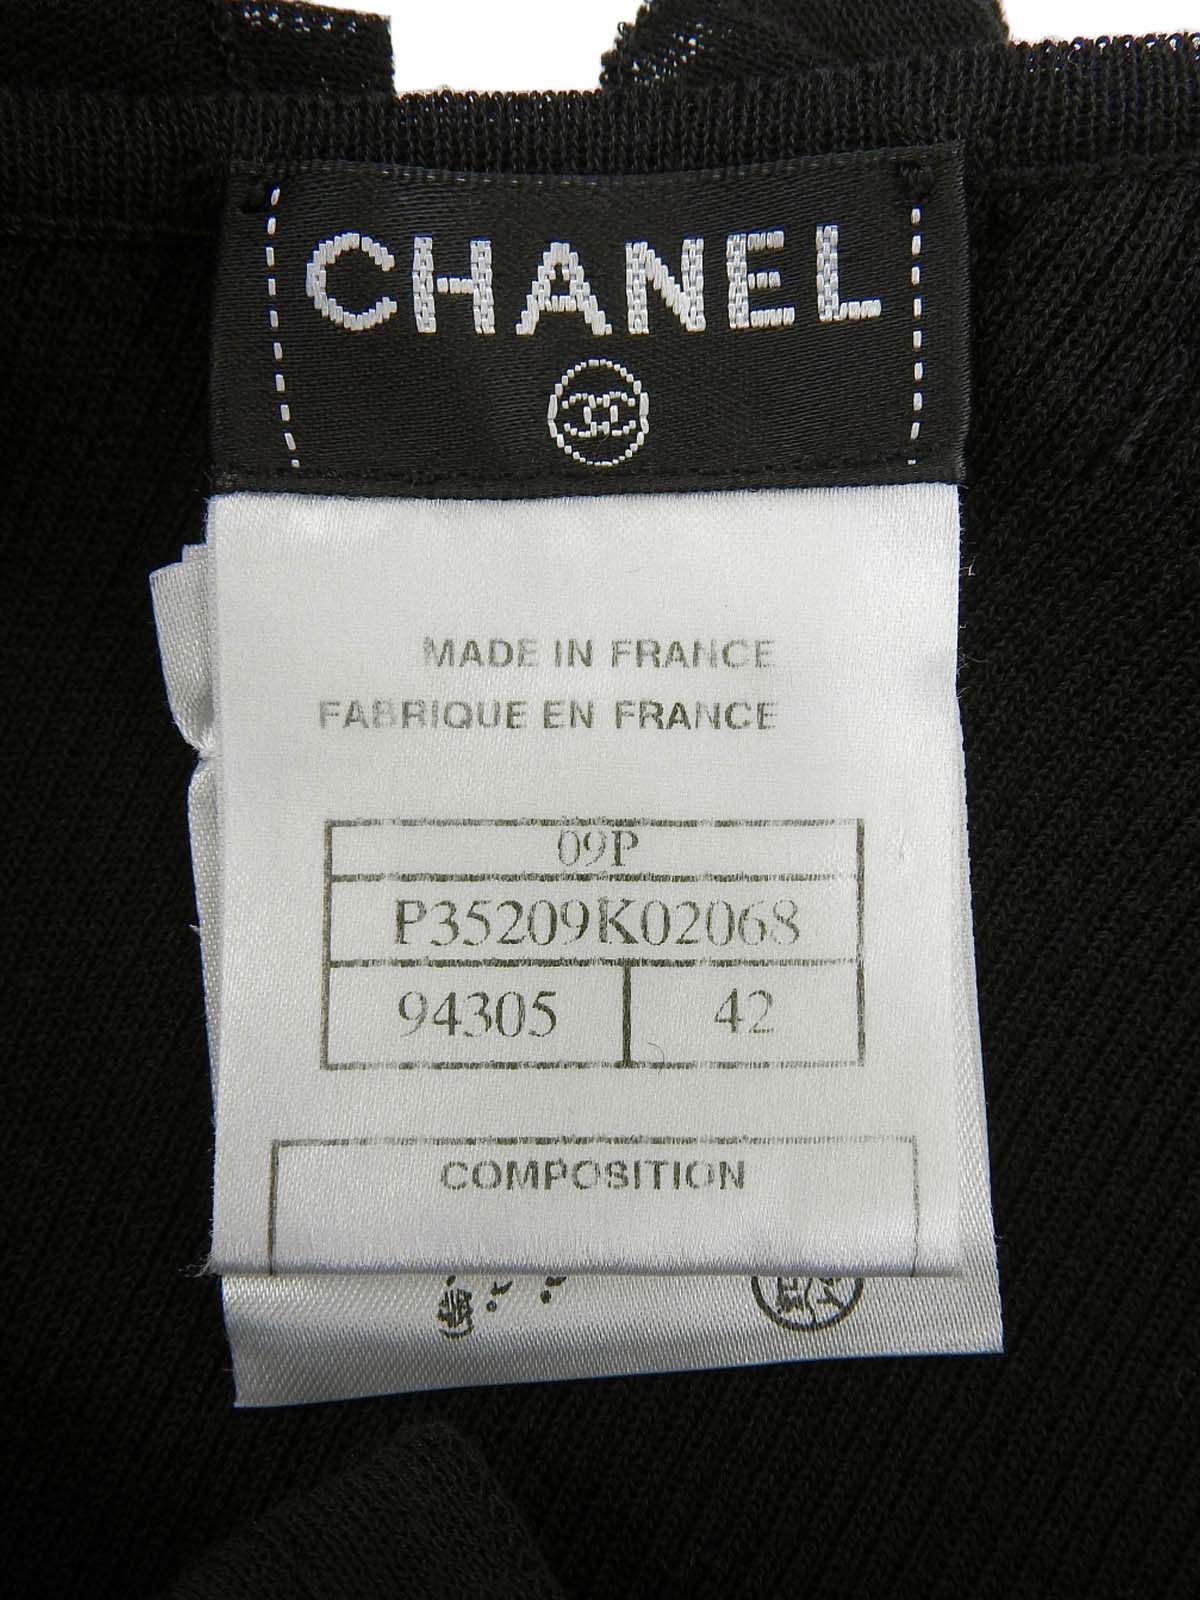 CHANEL
MADE IN FRANCE
FABRIQUE EN FRANCE
09P
P35209K02068
94305 42
COMPOSITION